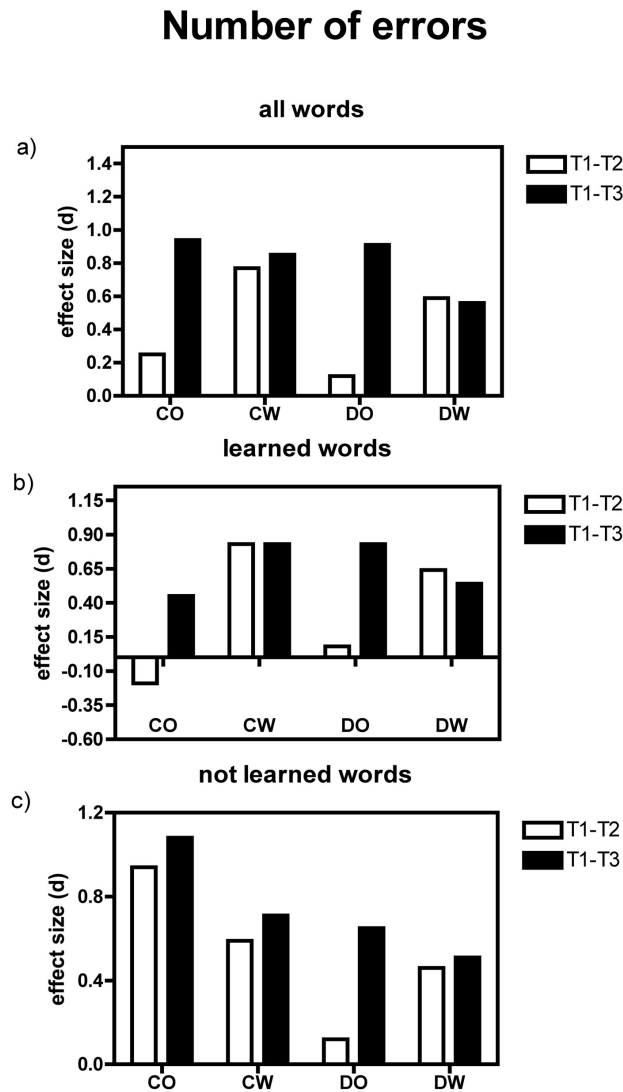 Number of errors
all words
a)
T1-T2
T1-T3
effect size (d)
1.4
1.2
1.0
0.8
0.6
0.4
0.2
0.0
CO CW DO DW
learned words
b)
T1-T2
T1-T3
effect size (d)
1.15
0.90
0.65
0.40
0.15
-0.10
-0.35
-0.60
CO CW DO DW
not learned words
c)
T1-T2
T1-T3
effect size (d)
1.2
0.8
0.4
0.0
CO CW DO DW